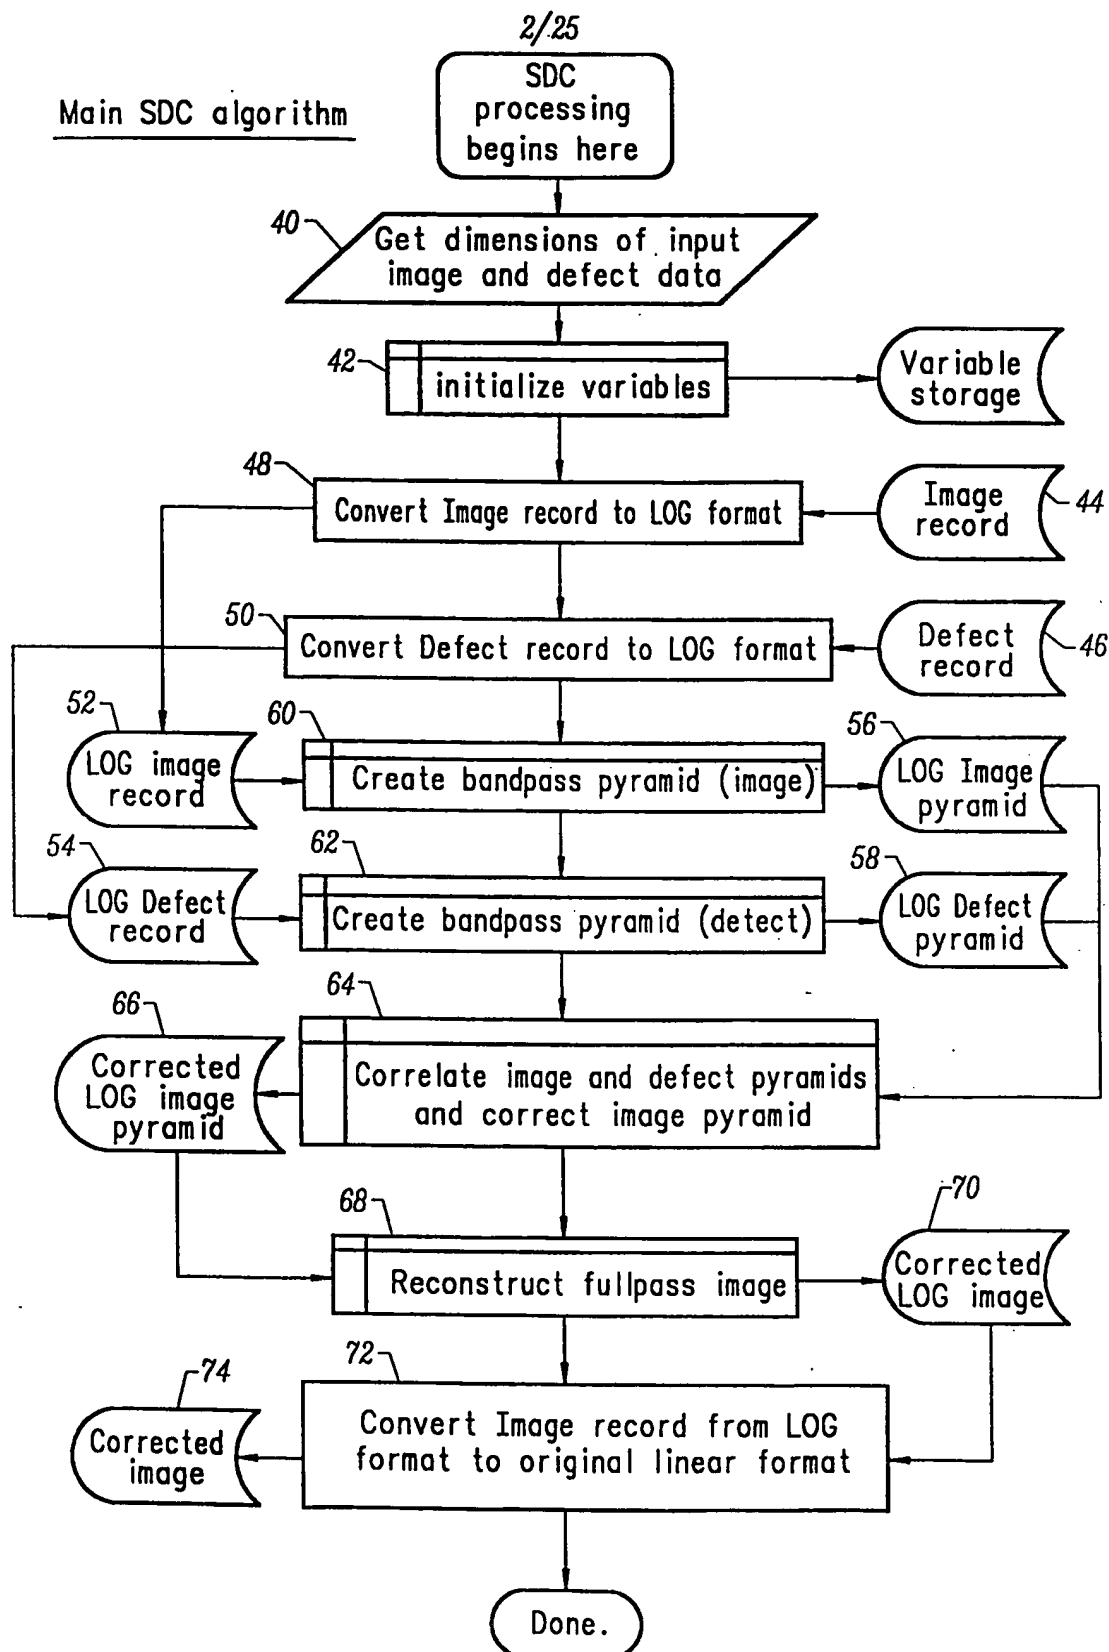 2/25
Main SDC algorithm
SDC
processing
begins here
40
Get dimensions of input
image and defect data
42
initialize variables
Variable
storage
48
Convert Image record to LOG format
Image
record
44
50
Convert Defect record to LOG format
Defect
record
46
52
LOG image
record
60
Create bandpass pyramid (image)
56
LOG Image
pyramid
54
LOG Defect
record
62
Create bandpass pyramid (detect)
58
LOG Defect
pyramid
64
Correlate image and defect pyramids
and correct image pyramid
66
Corrected
LOG image
pyramid
68
Reconstruct fullpass image
70
Corrected
LOG image
72
Convert Image record from LOG
format to original linear format
74
Corrected
image
Done.